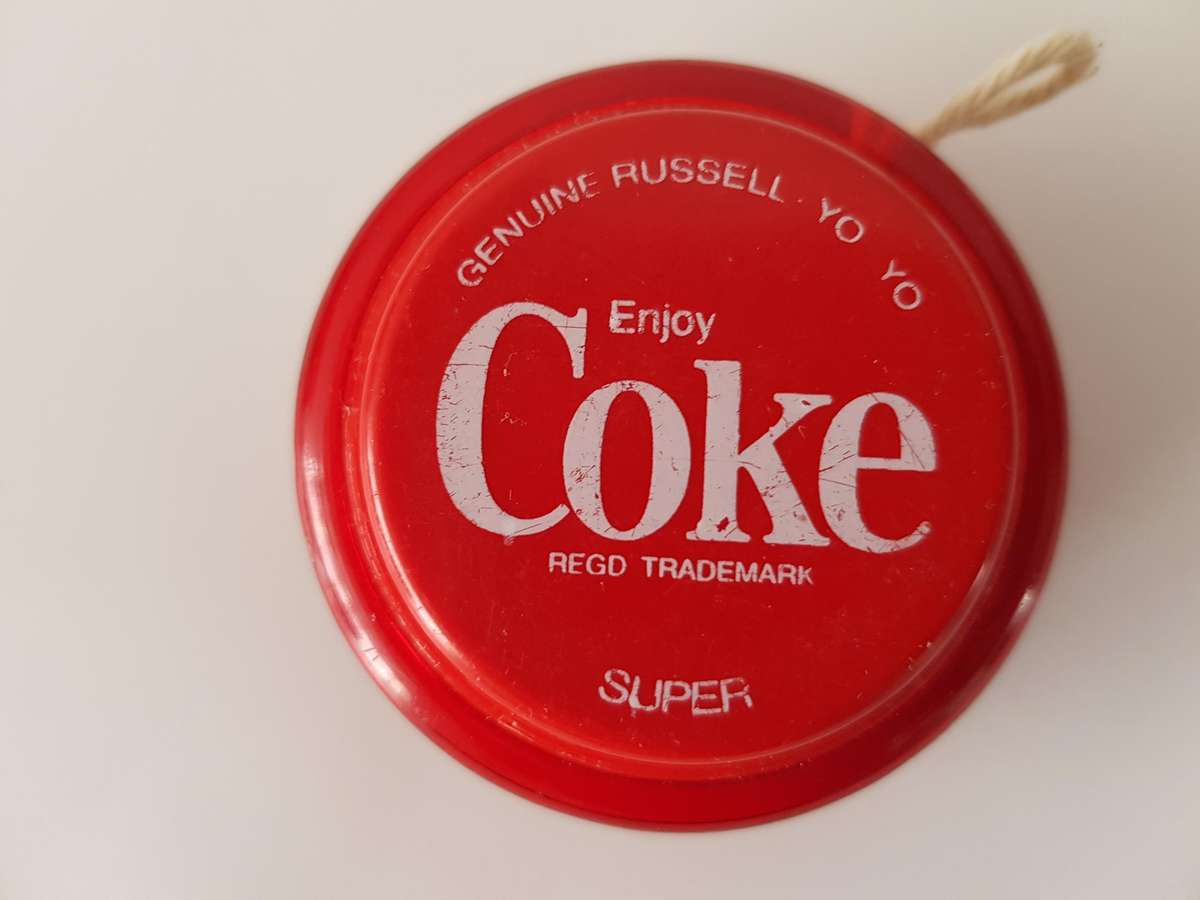 GENUINE RUSSELL YO YO
Enjoy
Coke
REGD TRADEMARK
SUPER